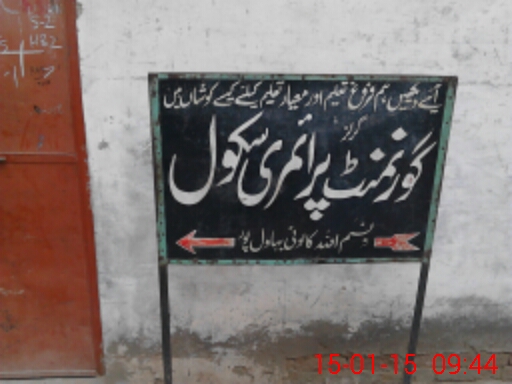 آئیے دیکھیں ہم فروغ تعلیم اور معیار تعلیم کیلئے کیسے کوشاں ہیں
گرلز
گورنمنٹ پرائمری سکول
بسم اللہ کالونی بہاول پور
15-01-15 09:44